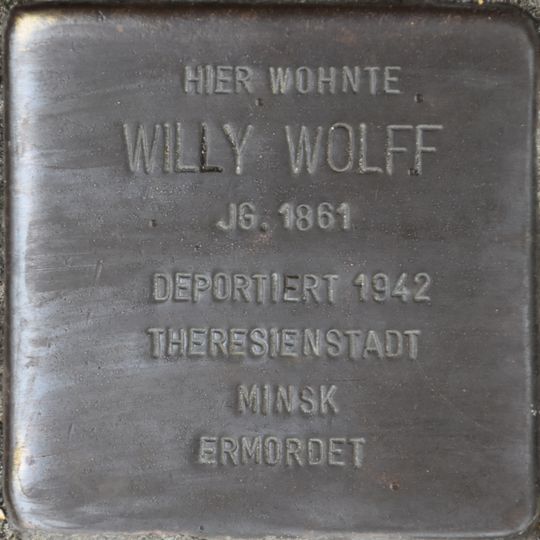 HIER WOHNTE
WILLY WOLFF
JG. 1861
DEPORTIERT 1942
THERESIENSTADT
MINSK
ERMORDET